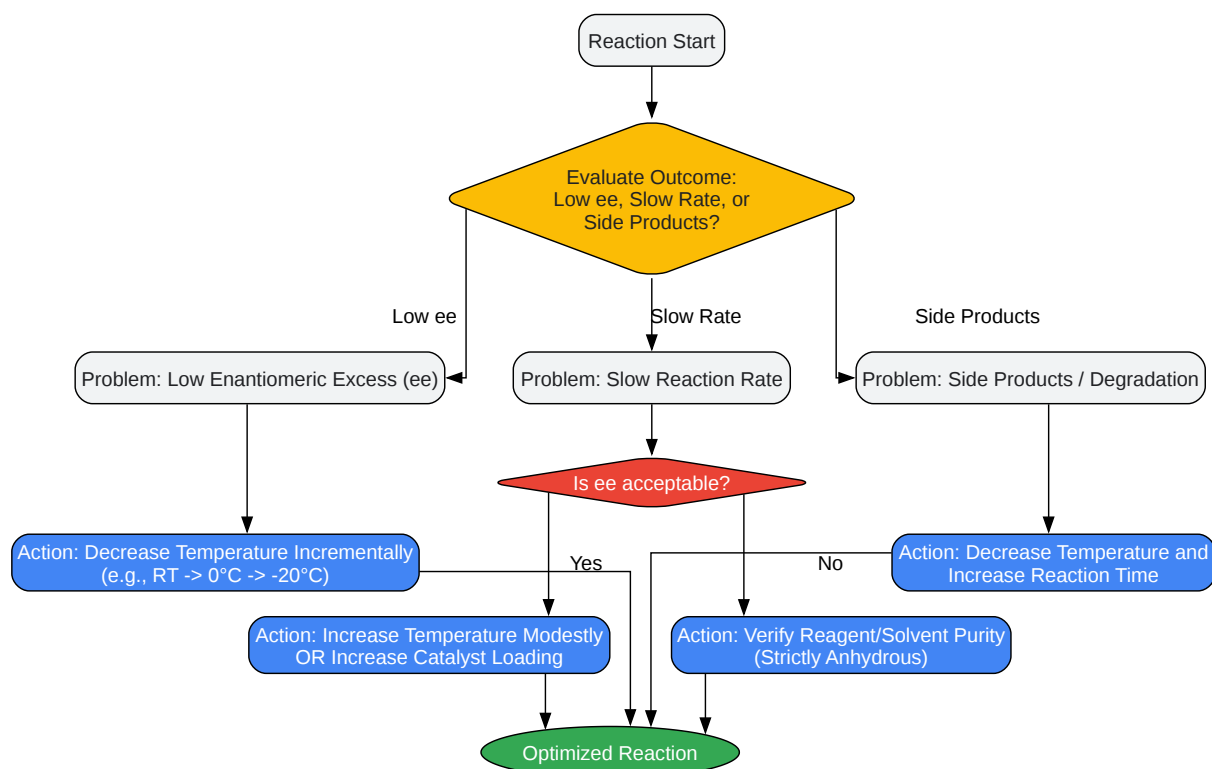 Reaction Start
Evaluate Outcome:
Low ee, Slow Rate, or
Side Products?
Low ee
Slow Rate
Side Products
Problem: Low Enantiomeric Excess (ee)
Problem: Slow Reaction Rate
Problem: Side Products / Degradation
Is ee acceptable?
Action: Decrease Temperature Incrementally
(e.g., RT -> 0°C -> -20°C)
Yes
No
Action: Decrease Temperature and
Increase Reaction Time
Action: Increase Temperature Modestly
OR Increase Catalyst Loading
Action: Verify Reagent/Solvent Purity
(Strictly Anhydrous)
Optimized Reaction